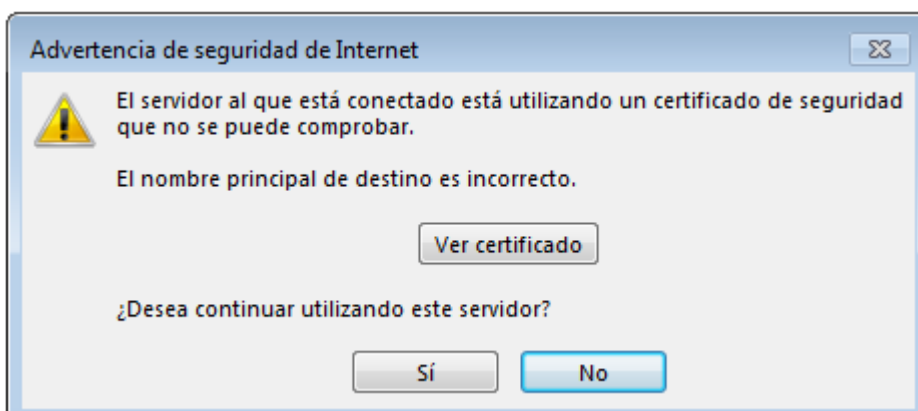 Advertencia de seguridad de Internet
El servidor al que está conectado está utilizando un certificado de seguridad
que no se puede comprobar.
El nombre principal de destino es incorrecto.
Ver certificado
¿Desea continuar utilizando este servidor?
Sí
No